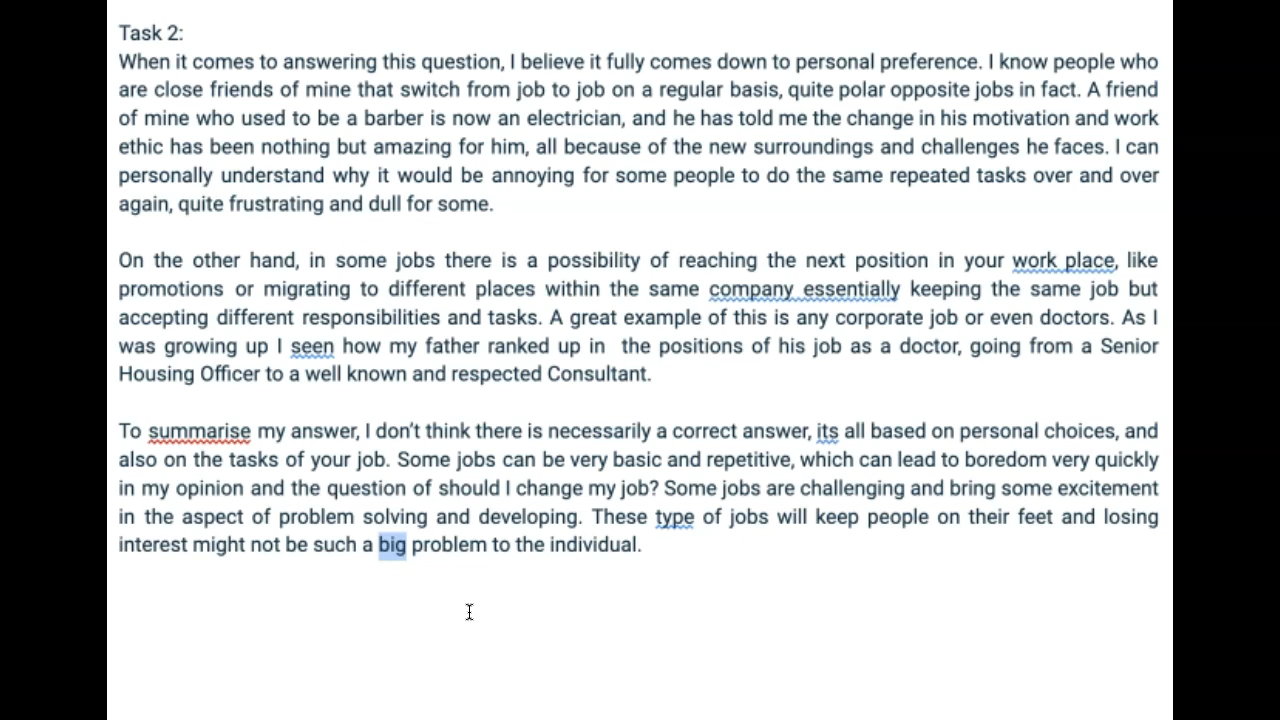 Task 2:
When it comes to answering this question, I believe it fully comes down to personal preference. I know people who
are close friends of mine that switch from job to job on a regular basis, quite polar opposite jobs in fact. A friend
of mine who used to be a barber is now an electrician, and he has told me the change in his motivation and work
ethic has been nothing but amazing for him, all because of the new surroundings and challenges he faces. I can
personally understand why it would be annoying for some people to do the same repeated tasks over and over
again, quite frustrating and dull for some.
On the other hand, in some jobs there is a possibility of reaching the next position in your work place, like
promotions or migrating to different places within the same company essentially keeping the same job but
accepting different responsibilities and tasks. A great example of this is any corporate job or even doctors. As I
was growing up I seen how my father ranked up in  the positions of his job as a doctor, going from a Senior
Housing Officer to a well known and respected Consultant.
To summarise my answer, I don’t think there is necessarily a correct answer, its all based on personal choices, and
also on the tasks of your job. Some jobs can be very basic and repetitive, which can lead to boredom very quickly
in my opinion and the question of should I change my job? Some jobs are challenging and bring some excitement
in the aspect of problem solving and developing. These type of jobs will keep people on their feet and losing
interest might not be such a big problem to the individual.